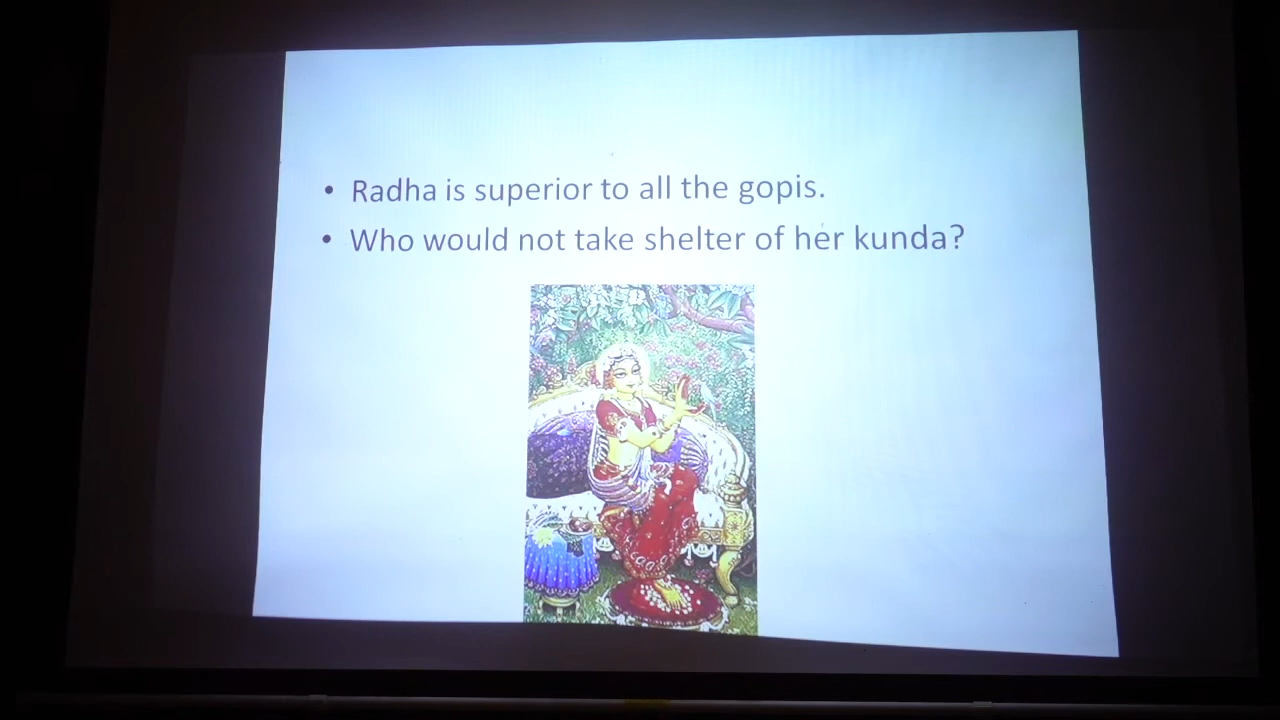 • Radha is superior to all the gopis.
• Who would not take shelter of her kunda?